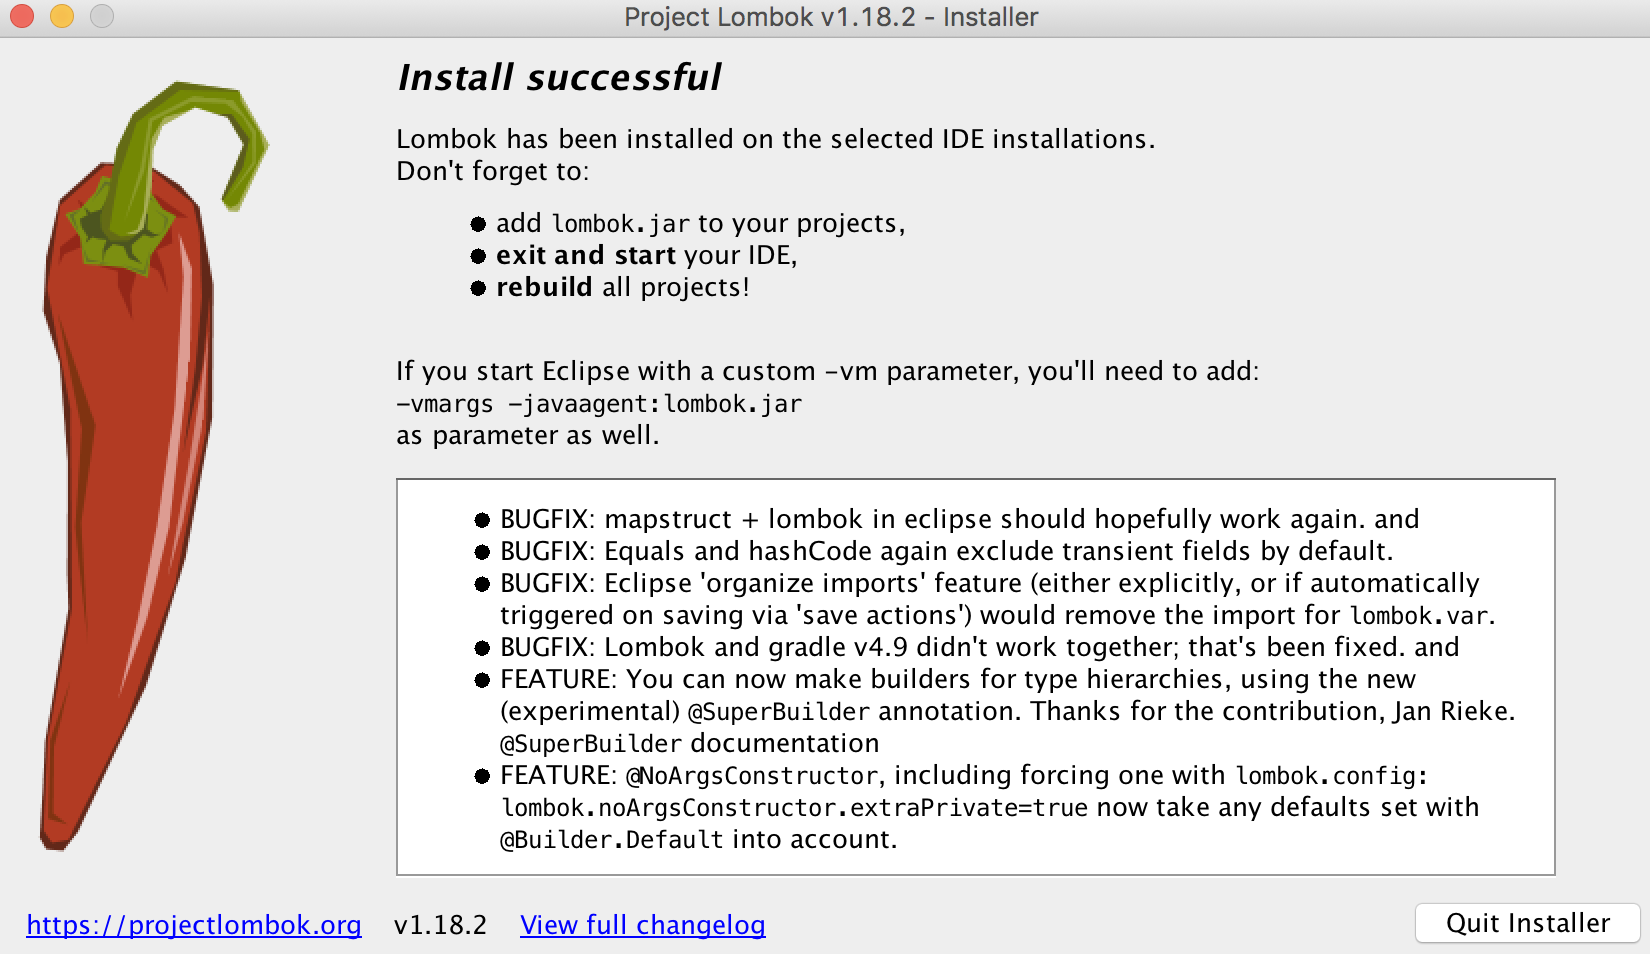 Project Lombok v1.18.2 - Installer
Install successful
Lombok has been installed on the selected IDE installations.
Don't forget to:
● add lombok.jar to your projects,
● exit and start your IDE,
● rebuild all projects!
If you start Eclipse with a custom -vm parameter, you'll need to add:
-vmargs -javaagent:lombok.jar
as parameter as well.
● BUGFIX: mapstruct + lombok in eclipse should hopefully work again. and
● BUGFIX: Equals and hashCode again exclude transient fields by default.
● BUGFIX: Eclipse 'organize imports' feature (either explicitly, or if automatically
triggered on saving via 'save actions') would remove the import for lombok.var.
● BUGFIX: Lombok and gradle v4.9 didn't work together; that's been fixed. and
● FEATURE: You can now make builders for type hierarchies, using the new
(experimental) @SuperBuilder annotation. Thanks for the contribution, Jan Rieke.
@SuperBuilder documentation
● FEATURE: @NoArgsConstructor, including forcing one with lombok.config:
lombok.noArgsConstructor.extraPrivate=true now take any defaults set with
@Builder.Default into account.
https://projectlombok.org v1.18.2 View full changelog Quit Installer